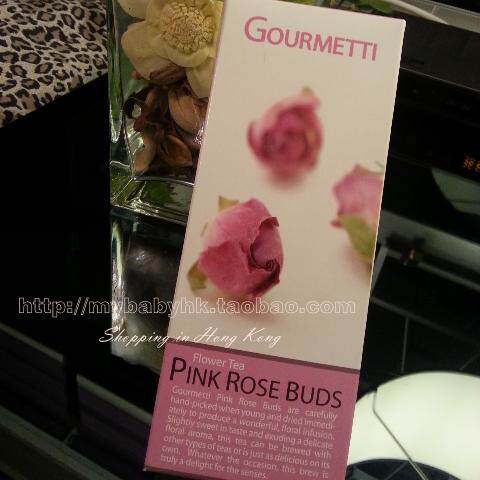 GOURMETTI
http://mybabyhk.taobao.com
Shopping in Hong Kong
Flower Tea
PINK ROSE BUDS
Gourmetti Pink Rose Buds are carefully
hand-picked when young and dried immedi-
ately to produce a wonderful, floral infusion.
Slightly sweet in taste and exuding a delicate
floral aroma, this tea can be brewed with
other types of teas or is just as delicious on its
own. Whatever the occasion, this brew is
truly a delight for the senses.